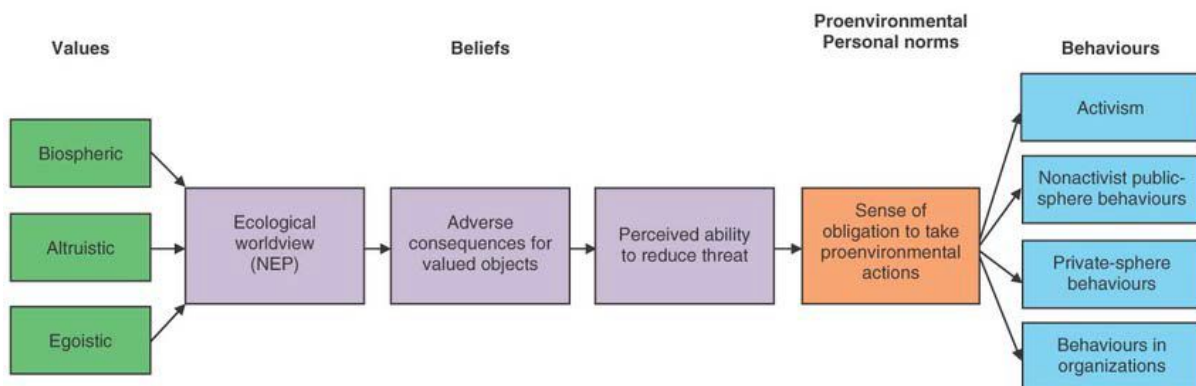 Values
Beliefs
Proenvironmental
Personal norms
Behaviours
Biospheric
Altruistic
Egoistic
Ecological
worldview
(NEP)
Adverse
consequences for
valued objects
Perceived ability
to reduce threat
Sense of
obligation to take
proenvironmental
actions
Activism
Nonactivist public-
sphere behaviours
Private-sphere
behaviours
Behaviours in
organizations